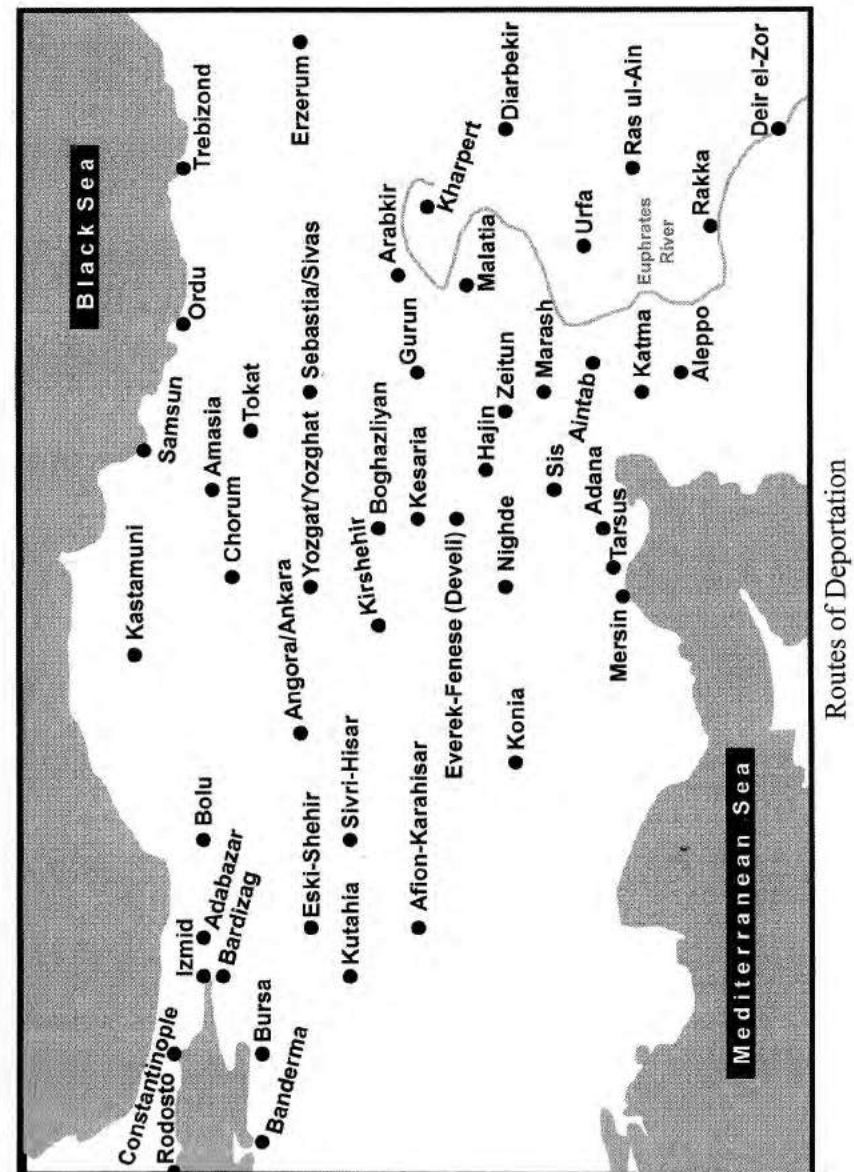 Black Sea
Constantinople
Rodosto
Izmid
Adabazar
Bardizag
Bursa
Banderma
Bolu
Kastamuni
Samsun
Ordu
Trebizond
Amasia
Tokat
Chorum
Erzerum
Eski-Shehir
Angora/Ankara
Yozgat/Yozghat
Sebastia/Sivas
Kutahia
Sivri-Hisar
Kirshehir
Boghazliyan
Arabkir
Kharpert
Afion-Karahisar
Kesaria
Gurun
Everek-Fenese (Develi)
Hajin
Malatia
Konia
Nighde
Zeitun
Diarbekir
Sis
Marash
Adana
Tarsus
Mersin
Aintab
Urfa
Katma
Ras ul-Ain
Euphrates
River
Aleppo
Rakka
Deir el-Zor
Mediterranean Sea
Routes of Deportation